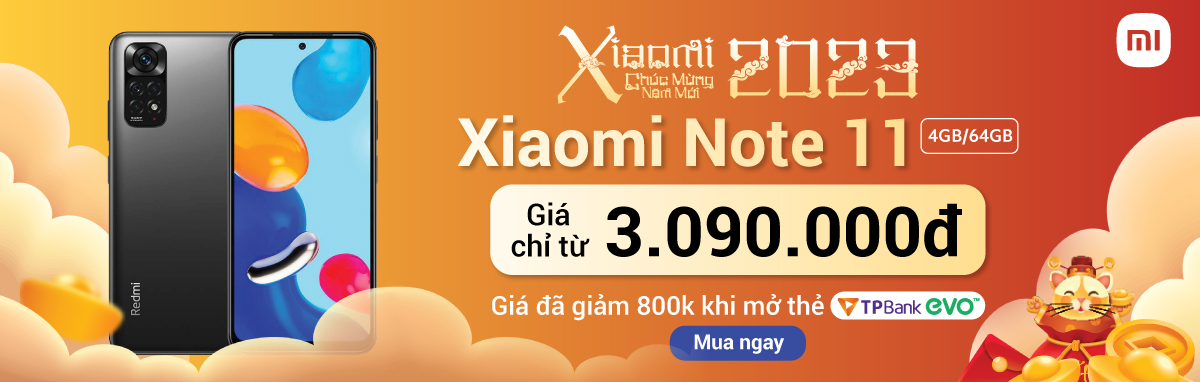 Xiaomi 2023
Chúc Mừng
Năm Mới
mi
Xiaomi Note 11 4GB/64GB
Giá
chỉ từ 3.090.000đ
Giá đã giảm 800k khi mở thẻ TPBank evo™
Mua ngay
Redmi